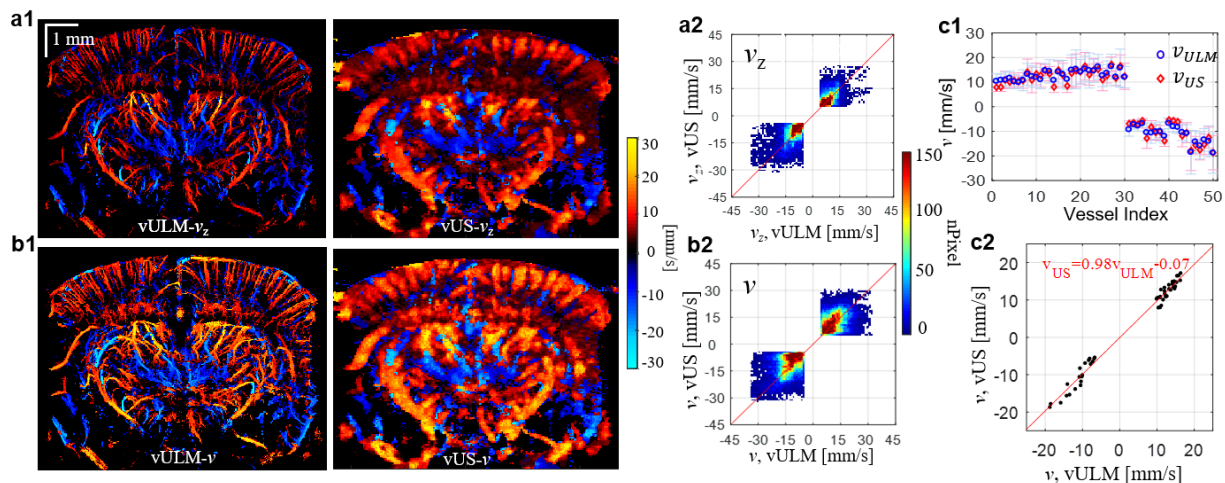 a1
1 mm
vULM-vz
vUS-vz
b1
vULM-v
vUS-v
30
20
10
0
-10
-20
-30
[mm/s]
a2
45
30
15
0
-15
-30
-45
vz
vz, vUS [mm/s]
-45 -30 -15 0 15 30 45
vz, vULM [mm/s]
b2
45
30
15
0
-15
-30
-45
v
v, vUS [mm/s]
-45 -30 -15 0 15 30 45
v, vULM [mm/s]
150
100
50
0
nPixel
c1
30
20
10
0
-10
-20
-30
v [mm/s]
vULM
vUS
0 10 20 30 40 50
Vessel Index
c2
20
10
0
-10
-20
v, vUS [mm/s]
vUS=0.98vULM-0.07
-20 -10 0 10 20
v, vULM [mm/s]